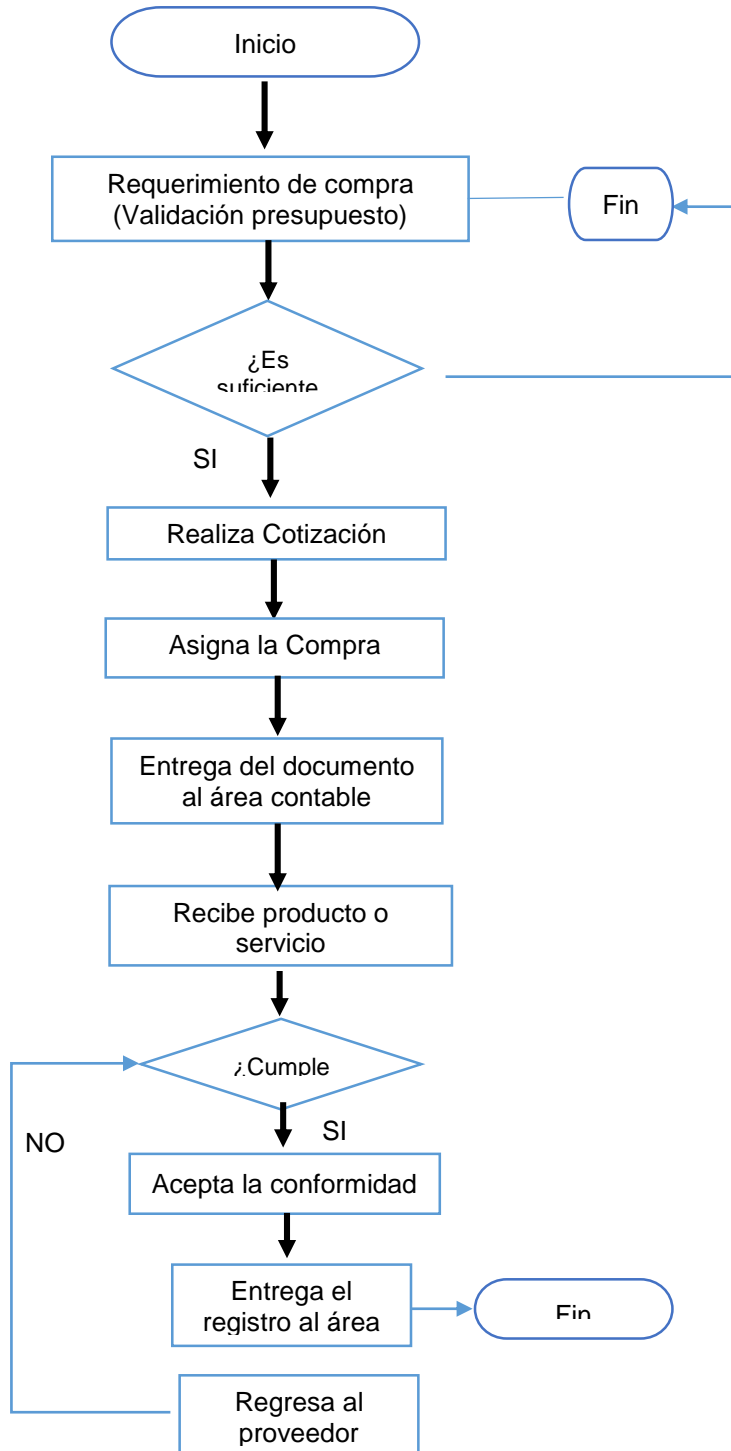 Inicio
Requerimiento de compra
(Validación presupuesto)
Fin
¿Es
suficiente
SI
Realiza Cotización
Asigna la Compra
Entrega del documento
al área contable
Recibe producto o
servicio
¿Cumple
NO
SI
Acepta la conformidad
Entrega el
registro al área
Fin
Regresa al
proveedor